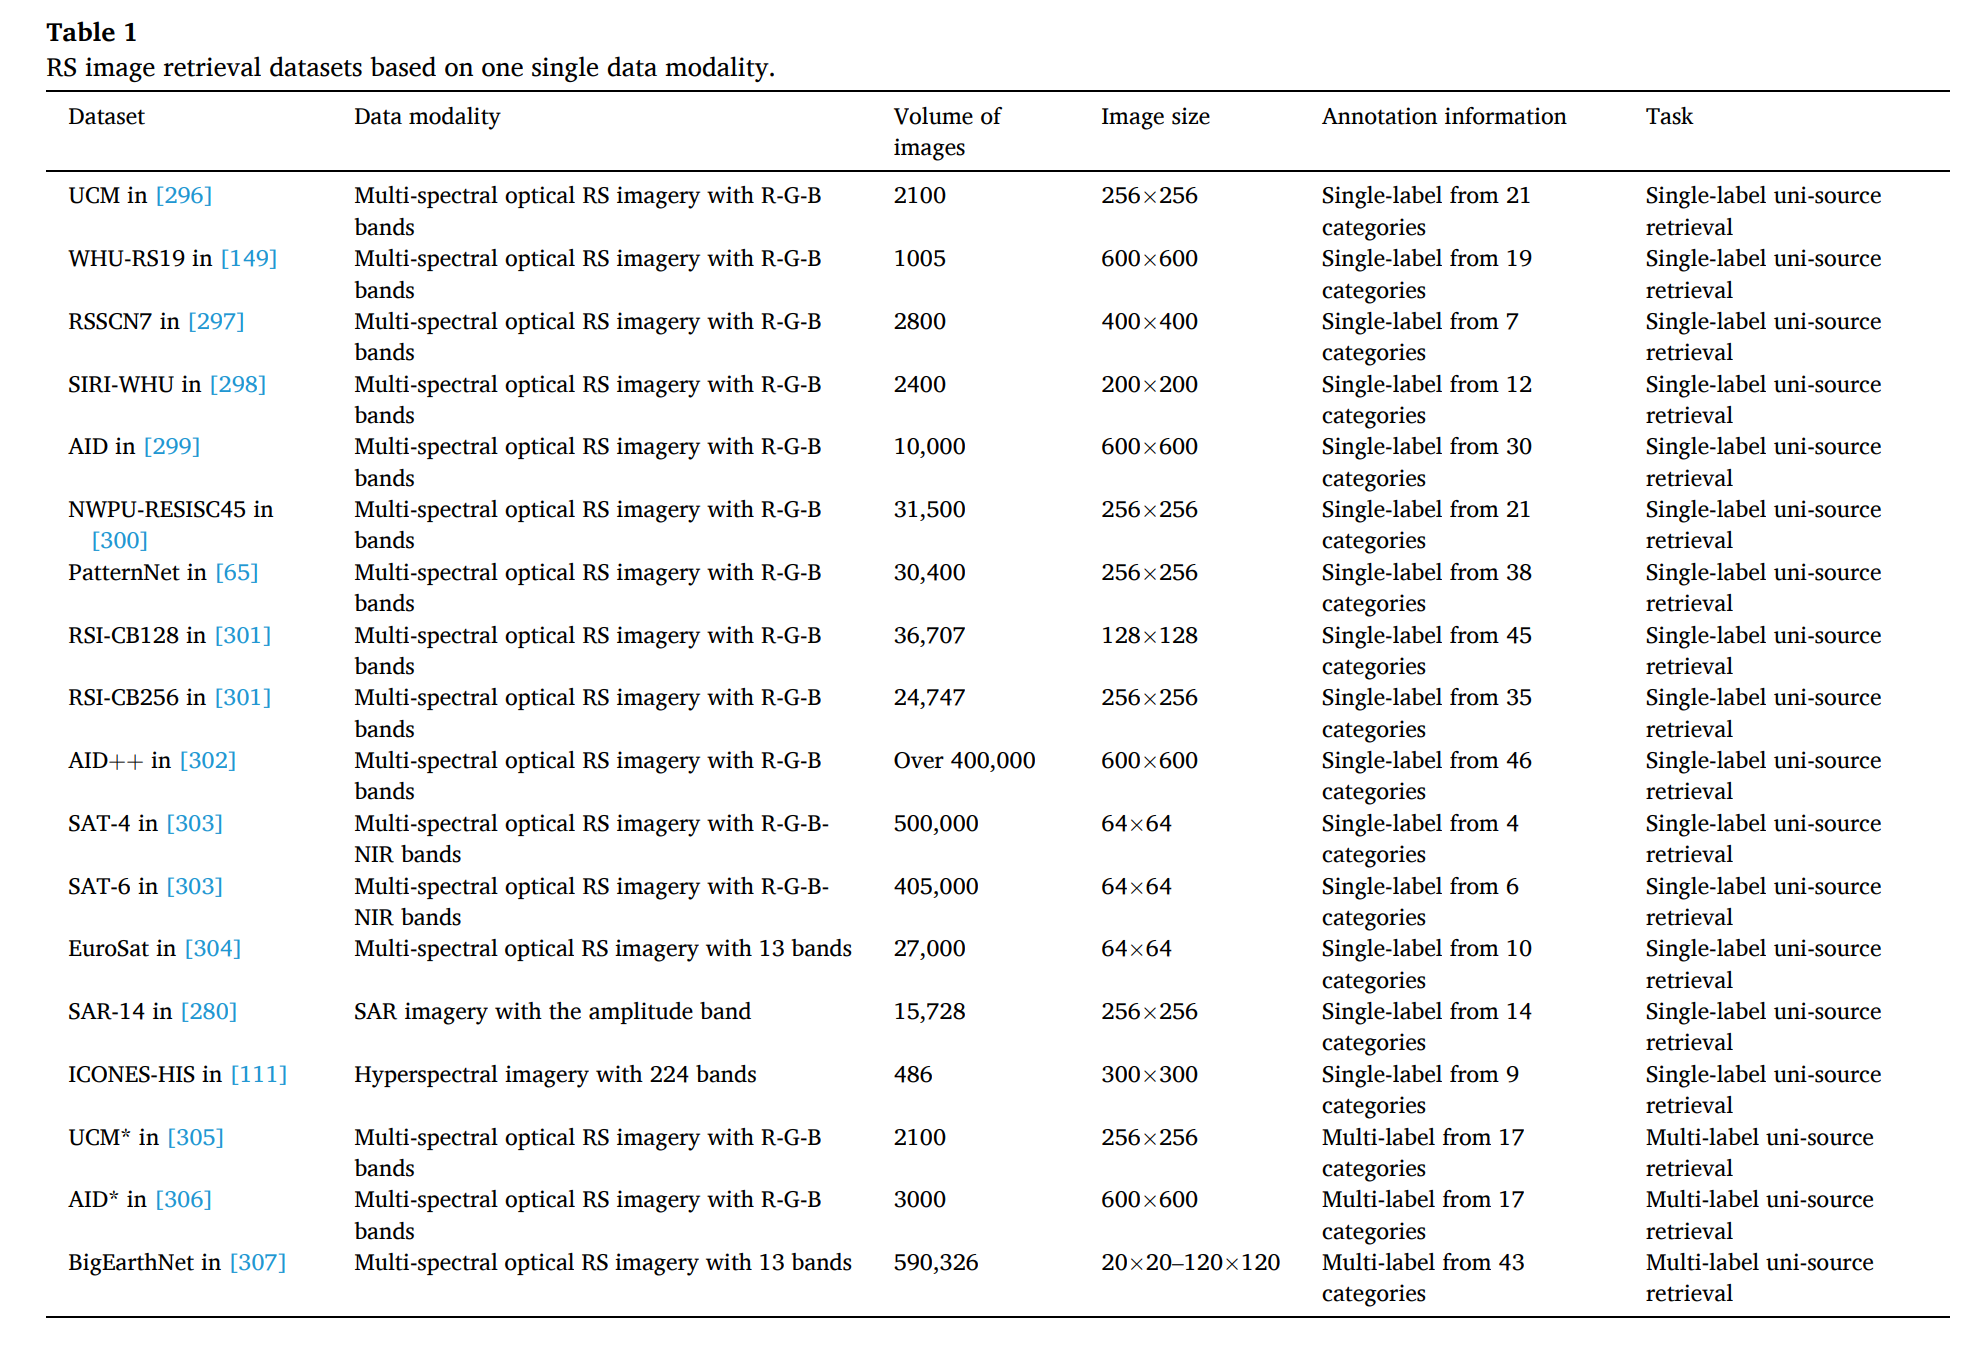 Table 1
RS image retrieval datasets based on one single data modality.
Dataset Data modality Volume of Image size Annotation information Task
images
UCM in [296] Multi-spectral optical RS imagery with R-G-B 2100 256×256 Single-label from 21 Single-label uni-source
bands categories retrieval
WHU-RS19 in [149] Multi-spectral optical RS imagery with R-G-B 1005 600×600 Single-label from 19 Single-label uni-source
bands categories retrieval
RSSCN7 in [297] Multi-spectral optical RS imagery with R-G-B 2800 400×400 Single-label from 7 Single-label uni-source
bands categories retrieval
SIRI-WHU in [298] Multi-spectral optical RS imagery with R-G-B 2400 200×200 Single-label from 12 Single-label uni-source
bands categories retrieval
AID in [299] Multi-spectral optical RS imagery with R-G-B 10,000 600×600 Single-label from 30 Single-label uni-source
bands categories retrieval
NWPU-RESISC45 in Multi-spectral optical RS imagery with R-G-B 31,500 256×256 Single-label from 21 Single-label uni-source
[300] bands categories retrieval
PatternNet in [65] Multi-spectral optical RS imagery with R-G-B 30,400 256×256 Single-label from 38 Single-label uni-source
bands categories retrieval
RSI-CB128 in [301] Multi-spectral optical RS imagery with R-G-B 36,707 128×128 Single-label from 45 Single-label uni-source
bands categories retrieval
RSI-CB256 in [301] Multi-spectral optical RS imagery with R-G-B 24,747 256×256 Single-label from 35 Single-label uni-source
bands categories retrieval
AID++ in [302] Multi-spectral optical RS imagery with R-G-B Over 400,000 600×600 Single-label from 46 Single-label uni-source
bands categories retrieval
SAT-4 in [303] Multi-spectral optical RS imagery with R-G-B- 500,000 64×64 Single-label from 4 Single-label uni-source
NIR bands categories retrieval
SAT-6 in [303] Multi-spectral optical RS imagery with R-G-B- 405,000 64×64 Single-label from 6 Single-label uni-source
NIR bands categories retrieval
EuroSat in [304] Multi-spectral optical RS imagery with 13 bands 27,000 64×64 Single-label from 10 Single-label uni-source
categories retrieval
SAR-14 in [280] SAR imagery with the amplitude band 15,728 256×256 Single-label from 14 Single-label uni-source
categories retrieval
ICONES-HIS in [111] Hyperspectral imagery with 224 bands 486 300×300 Single-label from 9 Single-label uni-source
categories retrieval
UCM* in [305] Multi-spectral optical RS imagery with R-G-B 2100 256×256 Multi-label from 17 Multi-label uni-source
bands categories retrieval
AID* in [306] Multi-spectral optical RS imagery with R-G-B 3000 600×600 Multi-label from 17 Multi-label uni-source
bands categories retrieval
BigEarthNet in [307] Multi-spectral optical RS imagery with 13 bands 590,326 20×20–120×120 Multi-label from 43 Multi-label uni-source
categories retrieval